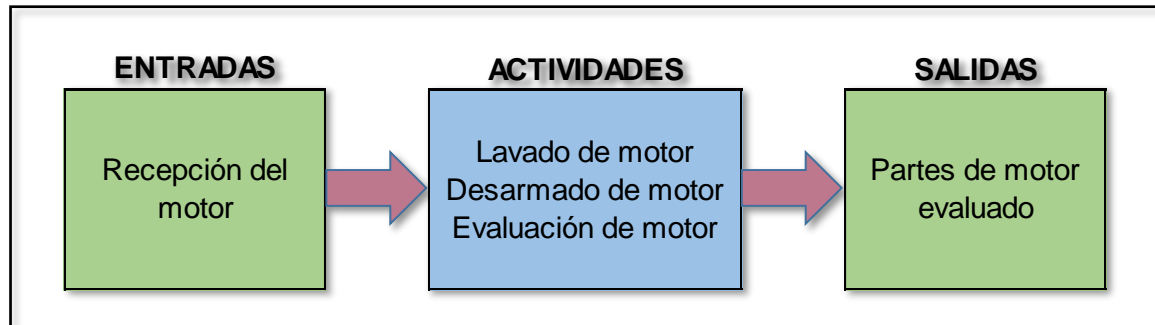 ENTRADAS
Recepción del
motor
ACTIVIDADES
Lavado de motor
Desarmado de motor
Evaluación de motor
SALIDAS
Partes de motor
evaluado